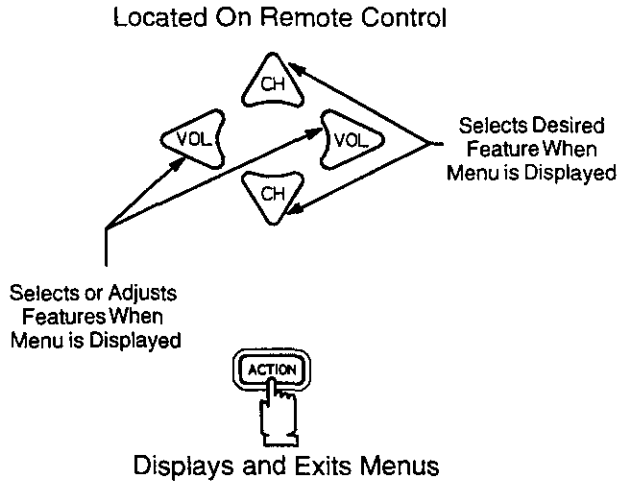 Located On Remote Control
CH
VOL
VOL
CH
Selects Desired
Feature When
Menu is Displayed
Selects or Adjusts
Features When
Menu is Displayed
ACTION
Displays and Exits Menus